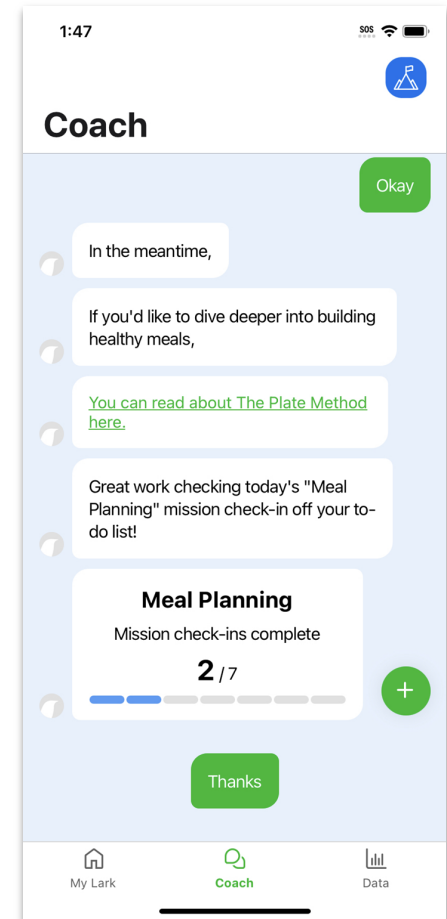 1:47
SOS
Coach
Okay
In the meantime,
If you'd like to dive deeper into building
healthy meals,
You can read about The Plate Method
here.
Great work checking today's "Meal
Planning" mission check-in off your to-
do list!
Meal Planning
Mission check-ins complete
2 / 7
+
Thanks
My Lark
Coach
Data